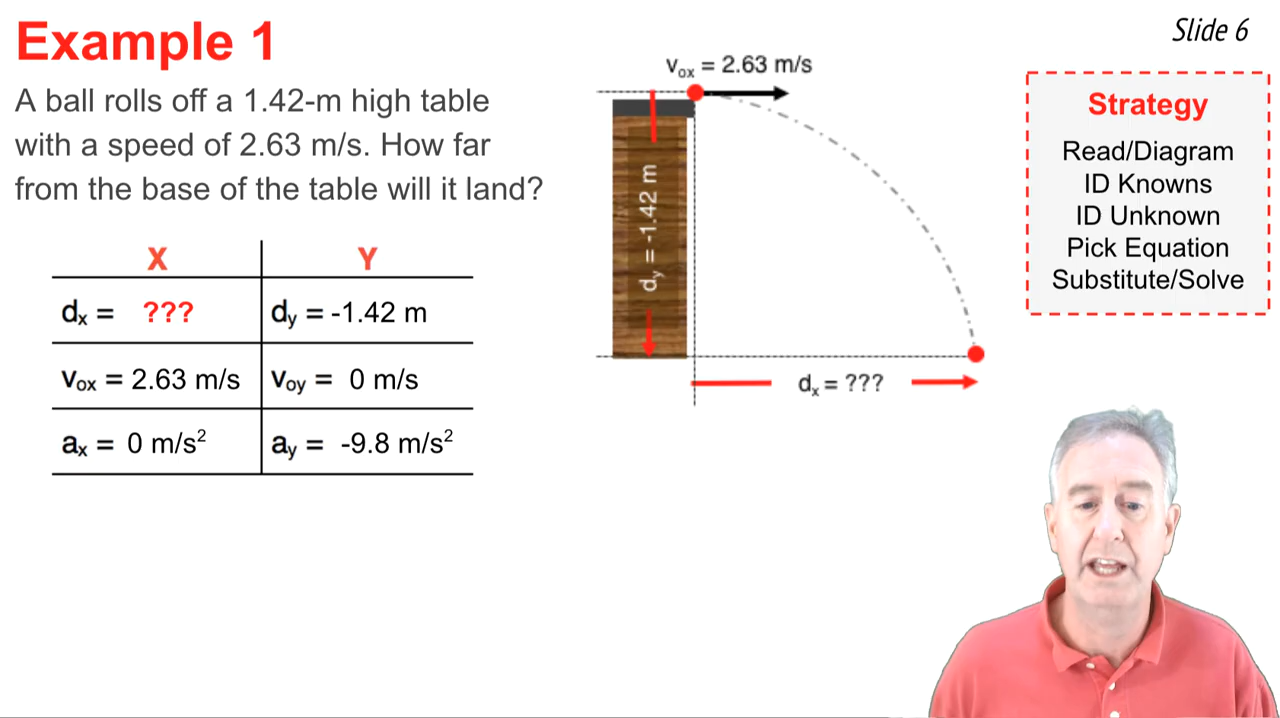 Example 1
Slide 6
A ball rolls off a 1.42-m high table
with a speed of 2.63 m/s. How far
from the base of the table will it land?
X Y
dx = ??? dy = -1.42 m
vox = 2.63 m/s voy = 0 m/s
ax = 0 m/s² ay = -9.8 m/s²
vox = 2.63 m/s
dy = -1.42 m
dx = ???
Strategy
Read/Diagram
ID Knowns
ID Unknown
Pick Equation
Substitute/Solve